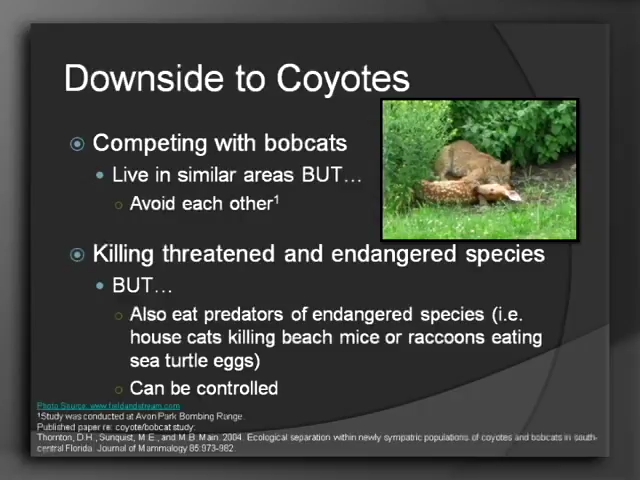 Downside to Coyotes
Competing with bobcats
Live in similar areas BUT…
Avoid each other¹
Killing threatened and endangered species
BUT…
Also eat predators of endangered species (i.e.
house cats killing beach mice or raccoons eating
sea turtle eggs)
Can be controlled
Photo Source: www.fieldandstream.com
¹Study was conducted at Avon Park Bombing Range.
Published paper re: coyote/bobcat study:
Thornton, D.H., Sunquist, M.E., and M.B. Main. 2004. Ecological separation within newly sympatric populations of coyotes and bobcats in south-
central Florida. Journal of Mammalogy 85:973-982.